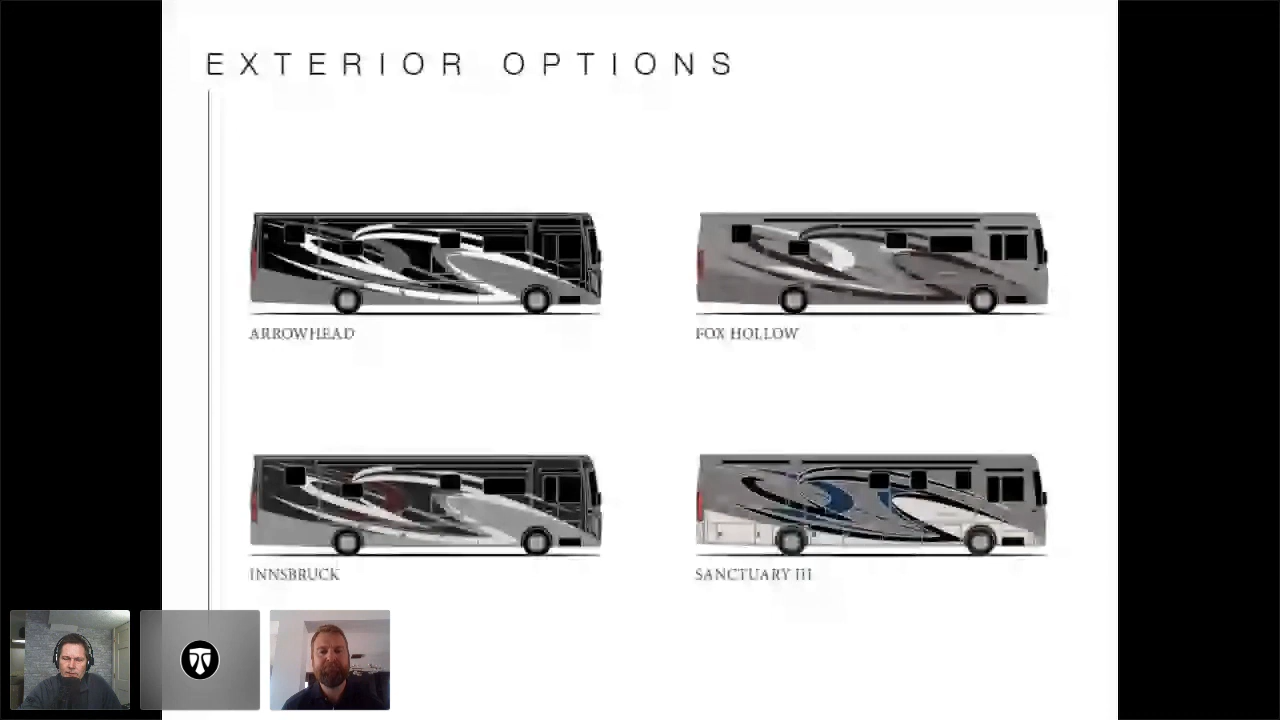 EXTERIOR OPTIONS
ARROWHEAD
FOX HOLLOW
INNSBRUCK
SANCTUARY III